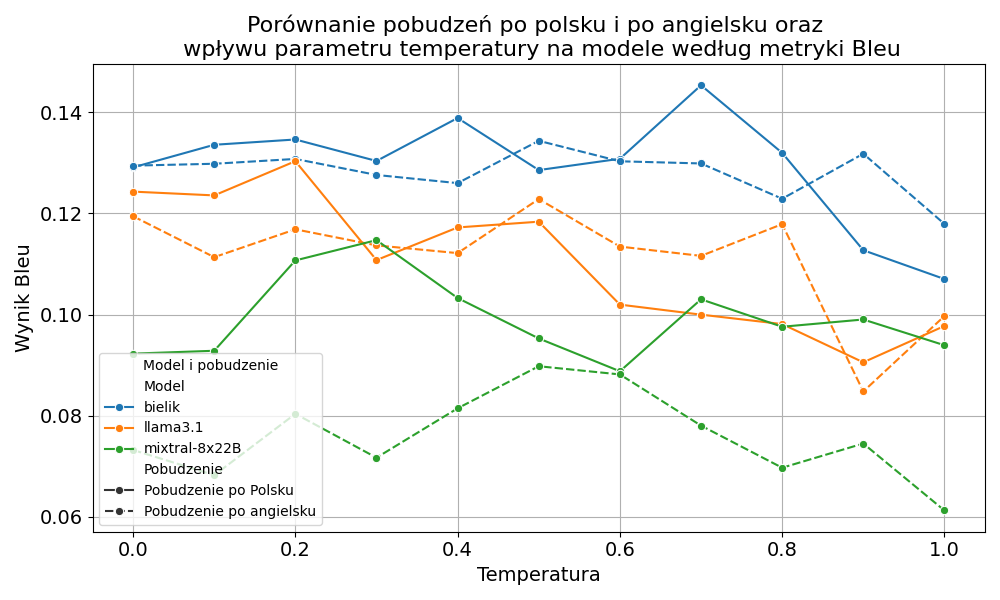 Porównanie pobudzeń po polsku i po angielsku oraz
wpływu parametru temperatury na modele według metryki Bleu
0.14
0.12
0.10
0.08
0.06
Wynik Bleu
Model i pobudzenie
Model
bielik
llama3.1
mixtral-8x22B
Pobudzenie
Pobudzenie po Polsku
Pobudzenie po angielsku
0.0 0.2 0.4 0.6 0.8 1.0
Temperatura